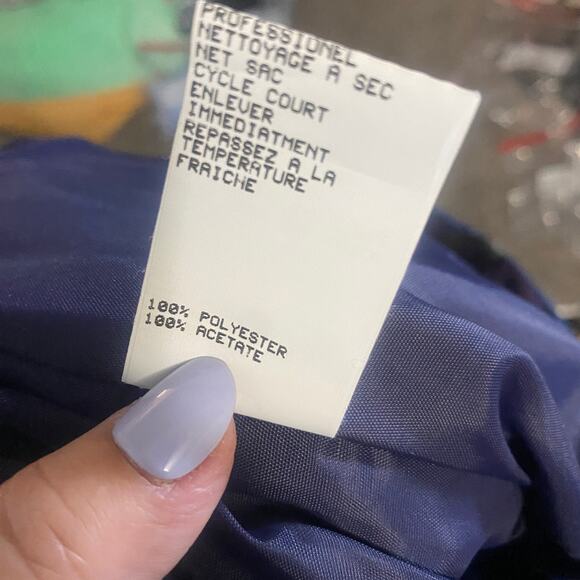 PROFESSIONEL
NETTOYAGE A SEC
NET SAC
CYCLE COURT
ENLEVER
IMMEDIATMENT
REPASSEZ A LA
TEMPERATURE
FRAICHE
100% POLYESTER
100% ACETATE